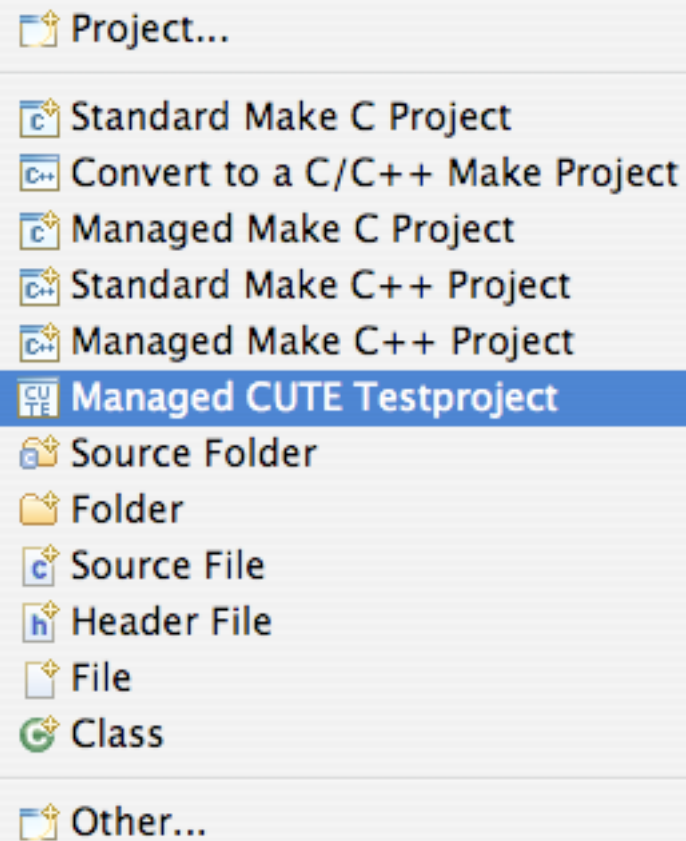 Project...
Standard Make C Project
Convert to a C/C++ Make Project
Managed Make C Project
Standard Make C++ Project
Managed Make C++ Project
Managed CUTE Testproject
Source Folder
Folder
Source File
Header File
File
Class
Other...